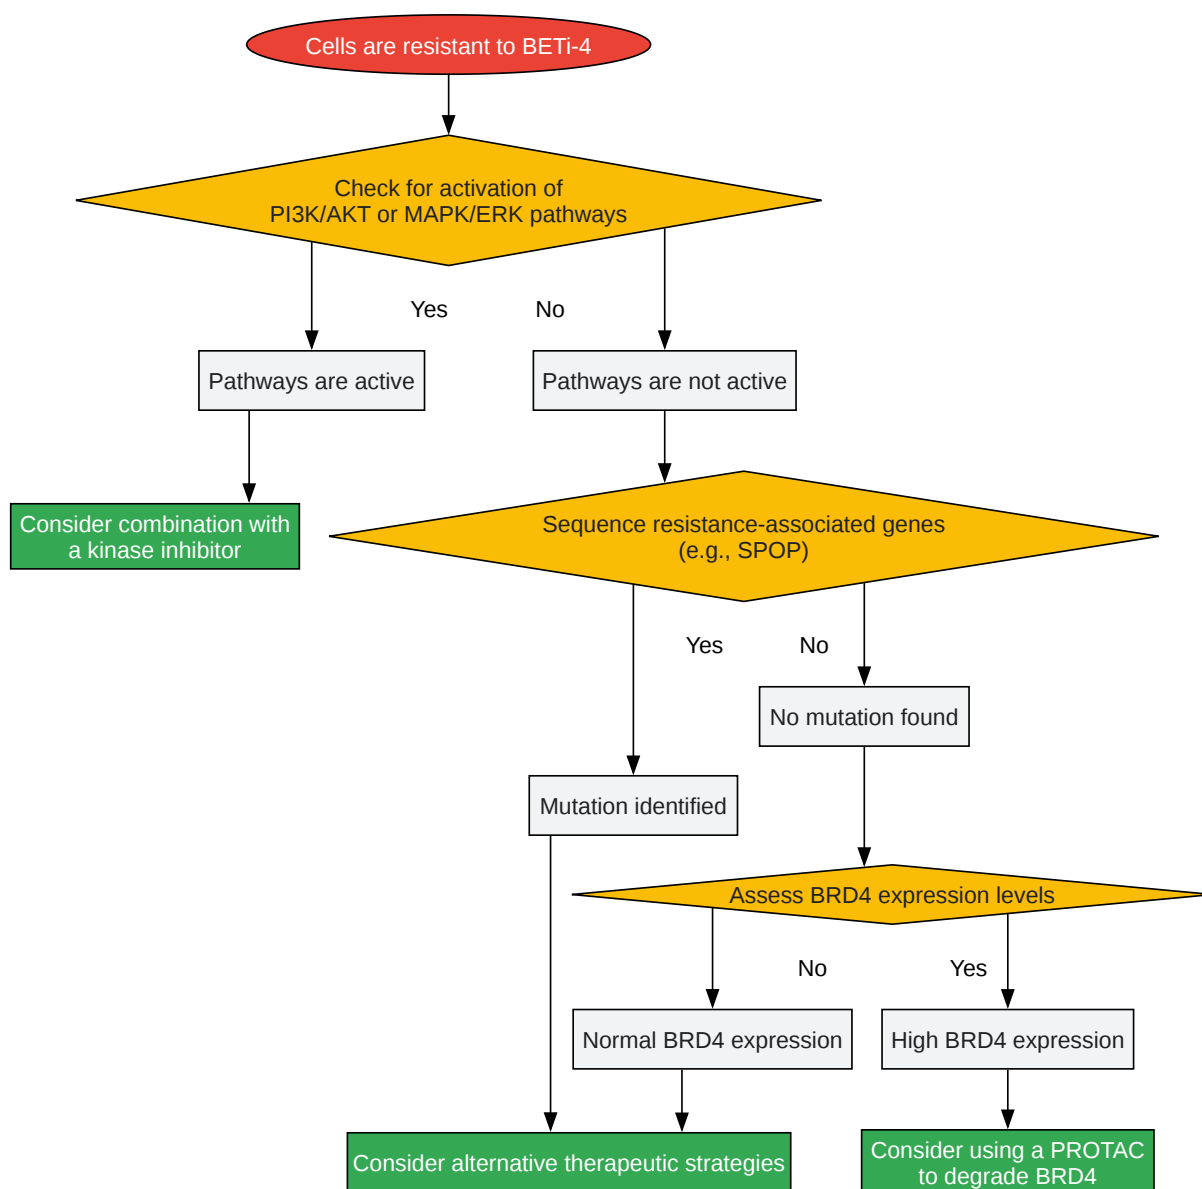 Cells are resistant to BETi-4
Check for activation of
PI3K/AKT or MAPK/ERK pathways
Yes
No
Pathways are active
Pathways are not active
Consider combination with
a kinase inhibitor
Sequence resistance-associated genes
(e.g., SPOP)
Yes
No
No mutation found
Mutation identified
Assess BRD4 expression levels
No
Yes
Normal BRD4 expression
High BRD4 expression
Consider alternative therapeutic strategies
Consider using a PROTAC
to degrade BRD4